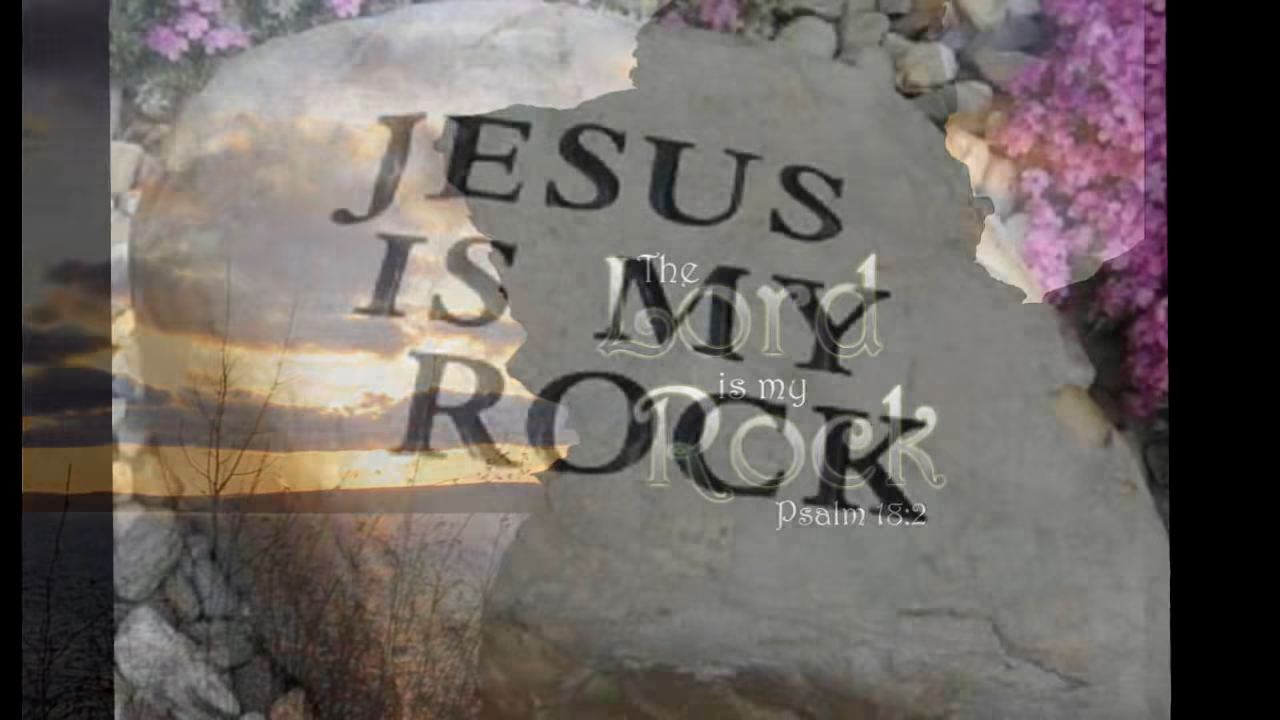 JESUS
IS MY
ROCK
The
Lord
is my
Rock
Psalm 18:2